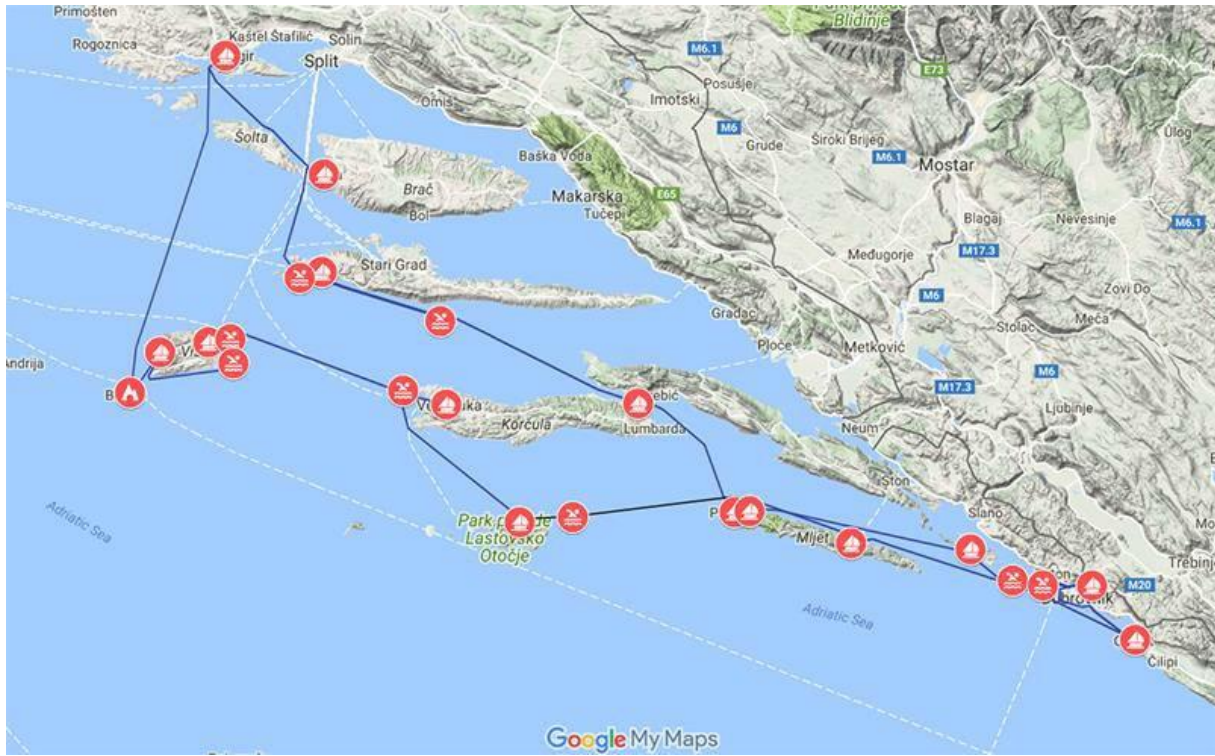 Primošten
Rogoznica
Kaštel Štafilić
Solin
Split
Omiš
Šolta
Brač
Bol
Baška Voda
Makarska
Tučepi
Imotski
Posušje
Grude
Široki Brijeg
Mostar
Blidinje
M6.1
E73
M6
M6.1
E65
Ulog
Blagaj
Nevesinje
M6.1
M17.3
Međugorje
Zovi Do
M6
Stolac
Meča
Stari Grad
Gradac
Ploče
Metković
M17.3
M6
Ljubinje
Neum
Andrija
Korčula
Lumbarda
Ston
Slano
Trebinje
Park
Lastovsko
Otočje
Mljet
M20
Čilipi
Adriatic Sea
Adriatic Sea
Google My Maps